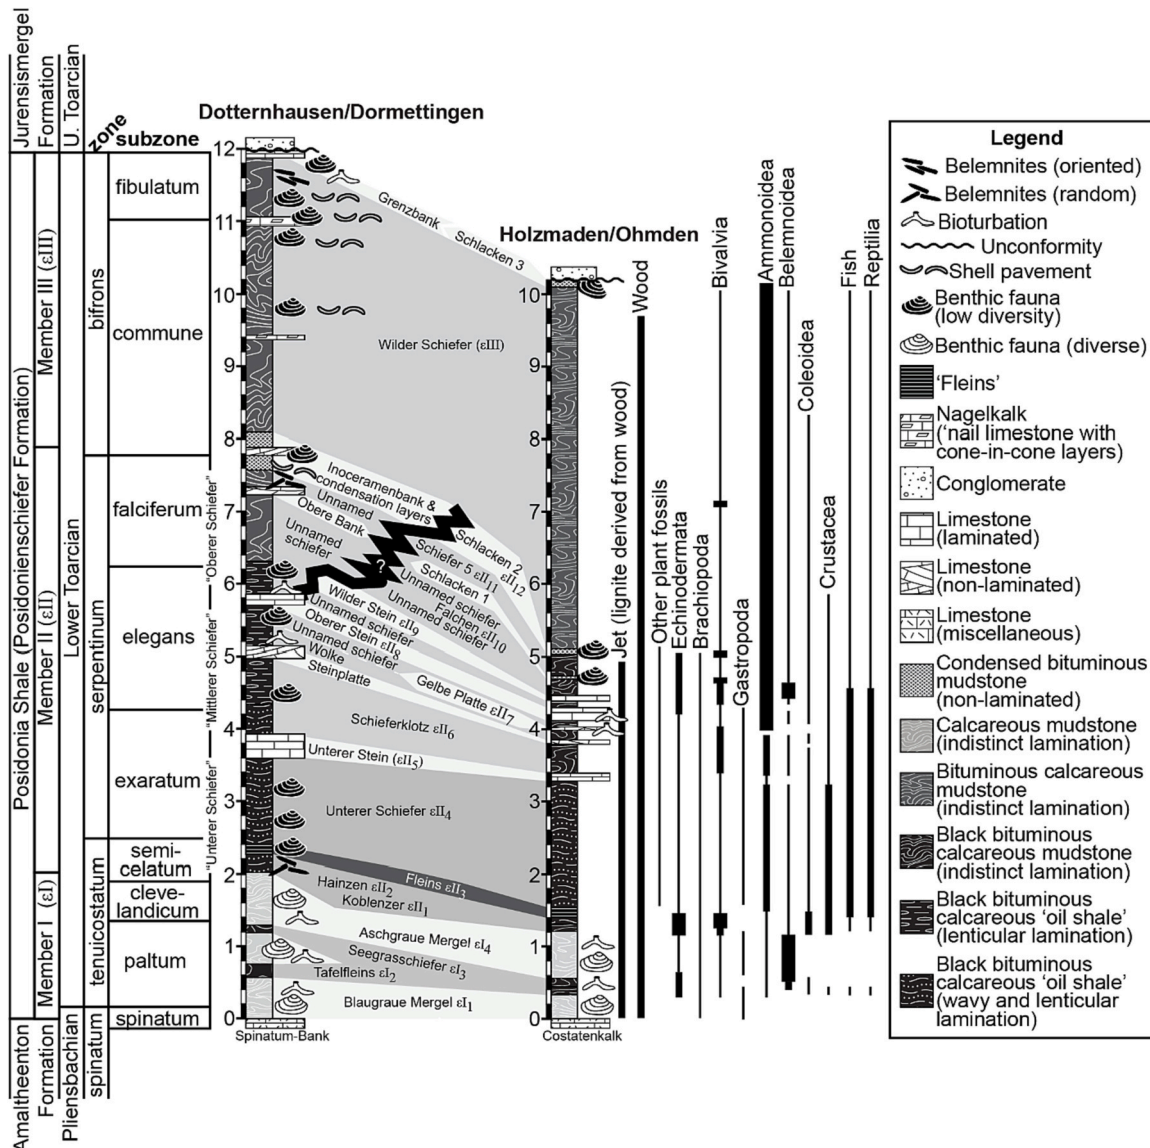 Jurensismergel
Formation
U. Toarcian
zone
subzone
Posidonia Shale (Posidonienschiefer Formation)
Member III (εIII)
Member II (εII)
Member I (εI)
Lower Toarcian
bifrons
serpentinum
tenuicostatum
spinatum
fibulatum
commune
falciferum
elegans
exaratum
semi-
celatum
cleve-
landicum
paltum
spinatum
Amaltheenton
Formation
Pliensbachian
"Oberer Schiefer"
"Mittlerer Schiefer"
"Unterer Schiefer"
Dotternhausen/Dormettingen
12
11
10
9
8
7
6
5
4
3
2
1
0
Spinatum-Bank
Grenzbank
Schlacken 3
Wilder Schiefer (εIII)
Inoceramenbank &
condensation layers
Unnamed
Obere Bank
Unnamed
schiefer
?
Schlacken 2
εII12
Schiefer 5 εII11
Schlacken 1
Unnamed schiefer
Falchen εII10
Unnamed schiefer
Wilder Stein εII9
Unnamed schiefer
Oberer Stein εII8
Unnamed schiefer
Wolke
Steinplatte
Gelbe Platte εII7
Schieferklotz εII6
Unterer Stein (εII5)
Unterer Schiefer εII4
Fleins εII3
Hainzen εII2
Koblenzer εII1
Aschgraue Mergel εI4
Seegrasschiefer εI3
Tafelfleins εI2
Blaugraue Mergel εI1
Holzmaden/Ohmden
10
9
8
7
6
5
4
3
2
1
0
Costatenkalk
Jet (lignite derived from wood)
Wood
Other plant fossils
Echinodermata
Brachiopoda
Bivalvia
Gastropoda
Ammonoidea
Belemnoidea
Coleoidea
Crustacea
Fish
Reptilia
Legend
Belemnites (oriented)
Belemnites (random)
Bioturbation
Unconformity
Shell pavement
Benthic fauna
(low diversity)
Benthic fauna (diverse)
'Fleins'
Nagelkalk
('nail limestone with
cone-in-cone layers)
Conglomerate
Limestone
(laminated)
Limestone
(non-laminated)
Limestone
(miscellaneous)
Condensed bituminous
mudstone
(non-laminated)
Calcareous mudstone
(indistinct lamination)
Bituminous calcareous
mudstone
(indistinct lamination)
Black bituminous
calcareous mudstone
(indistinct lamination)
Black bituminous
calcareous 'oil shale'
(lenticular lamination)
Black bituminous
calcareous 'oil shale'
(wavy and lenticular
lamination)